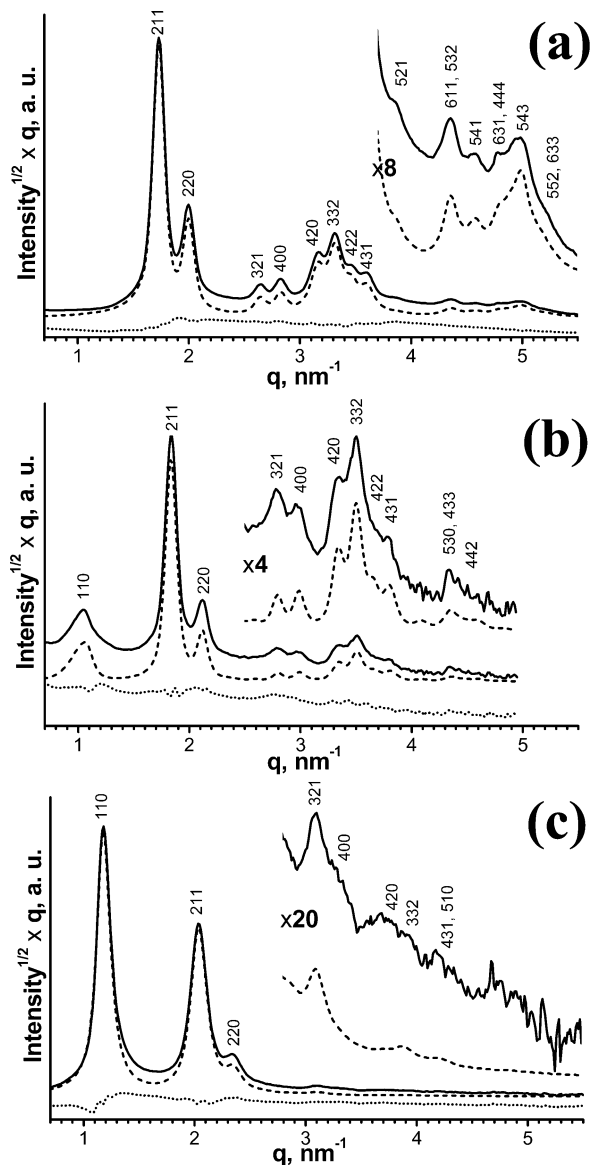 (a)
211
220
321
400
420
332
422
431
521
611, 532
541
631, 444
543
552, 633
x8
Intensity1/2 x q, a. u.
1 2 3 4 5
q, nm-1
(b)
110
211
220
321
400
420
332
422
431
530, 433
442
x4
Intensity1/2 x q, a. u.
1 2 3 4 5
q, nm-1
(c)
110
211
220
321
400
420
332
431, 510
x20
Intensity1/2 x q, a. u.
1 2 3 4 5
q, nm-1